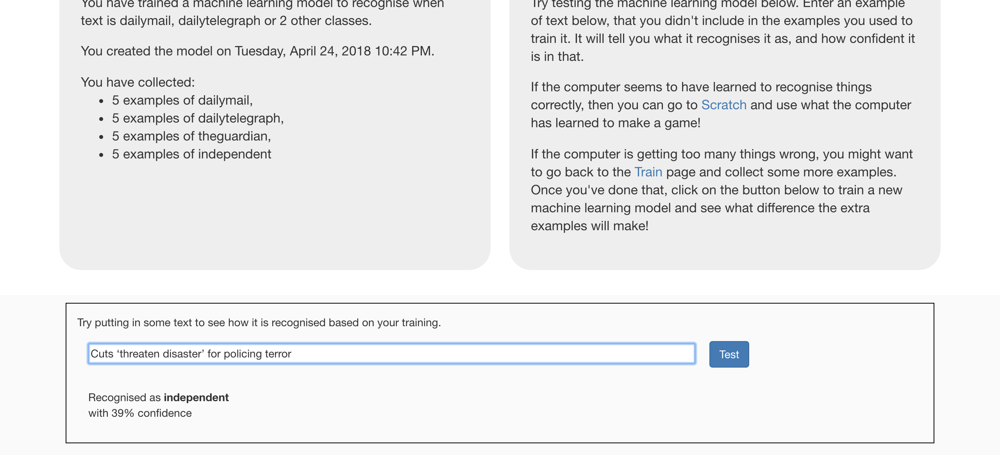 You have trained a machine learning model to recognise when
text is dailymail, dailytelegraph or 2 other classes.
You created the model on Tuesday, April 24, 2018 10:42 PM.
You have collected:
• 5 examples of dailymail,
• 5 examples of dailytelegraph,
• 5 examples of theguardian,
• 5 examples of independent
Try testing the machine learning model below. Enter an example
of text below, that you didn't include in the examples you used to
train it. It will tell you what it recognises it as, and how confident it
is in that.
If the computer seems to have learned to recognise things
correctly, then you can go to Scratch and use what the computer
has learned to make a game!
If the computer is getting too many things wrong, you might want
to go back to the Train page and collect some more examples.
Once you've done that, click on the button below to train a new
machine learning model and see what difference the extra
examples will make!
Try putting in some text to see how it is recognised based on your training.
Cuts ‘threaten disaster’ for policing terror
Test
Recognised as independent
with 39% confidence